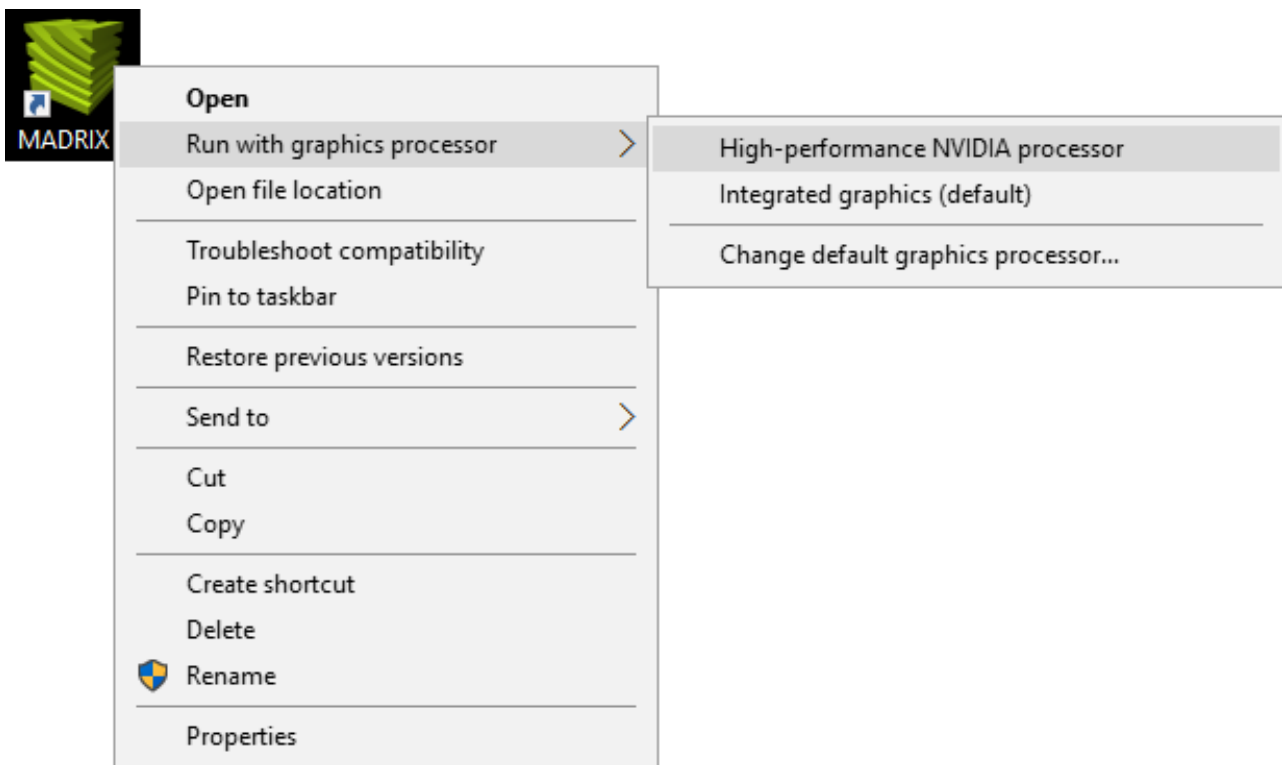 MADRIX
Open
Run with graphics processor
Open file location
Troubleshoot compatibility
Pin to taskbar
Restore previous versions
Send to
Cut
Copy
Create shortcut
Delete
Rename
Properties
High-performance NVIDIA processor
Integrated graphics (default)
Change default graphics processor...